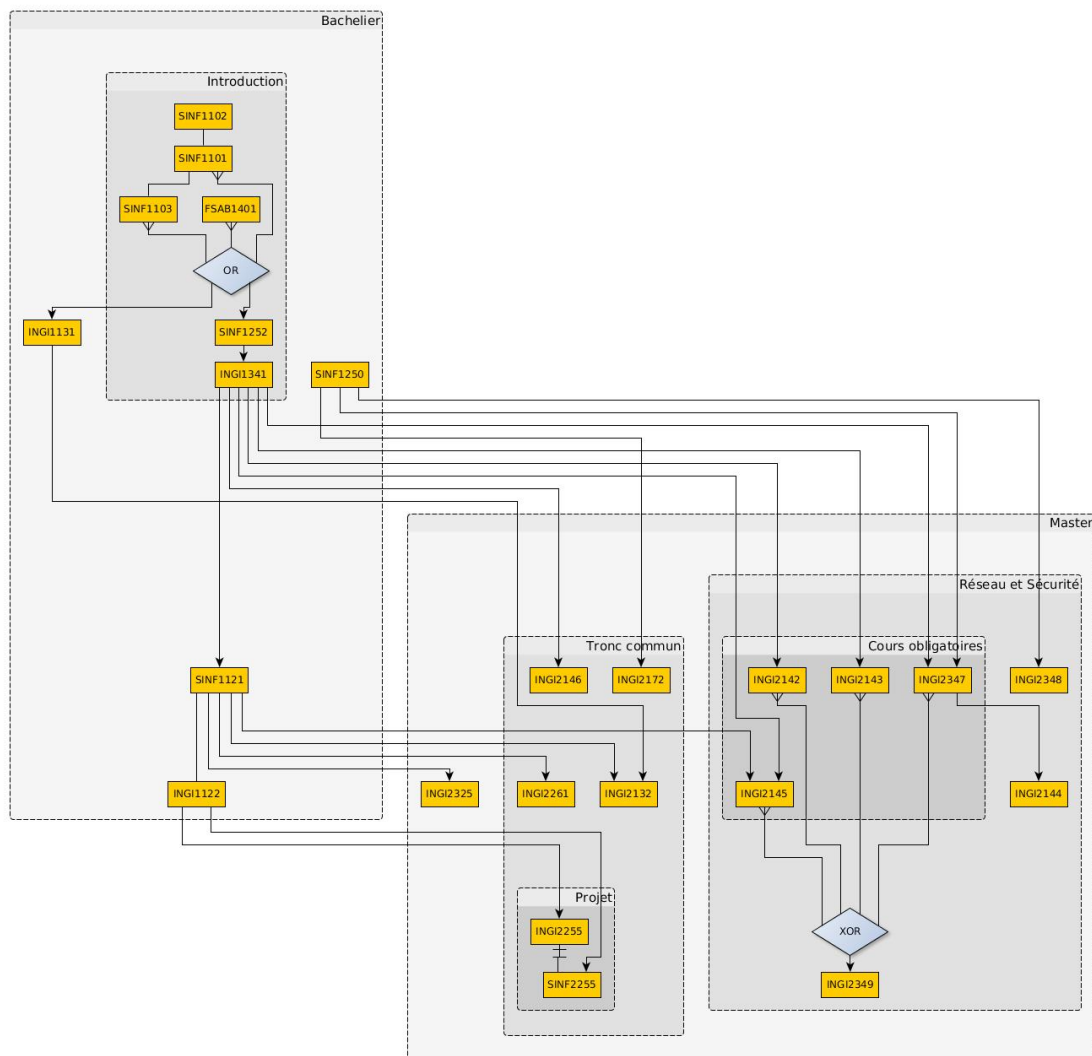 Bachelier
Introduction
SINF1102
SINF1101
SINF1103
FSAB1401
OR
INGI1131
SINF1252
INGI1341
SINF1250
Master
Réseau et Sécurité
Tronc commun
Cours obligatoires
SINF1121
INGI2146
INGI2172
INGI2142
INGI2143
INGI2347
INGI2348
INGI1122
INGI2325
INGI2261
INGI2132
INGI2145
INGI2144
Projet
INGI2255
XOR
SINF2255
INGI2349